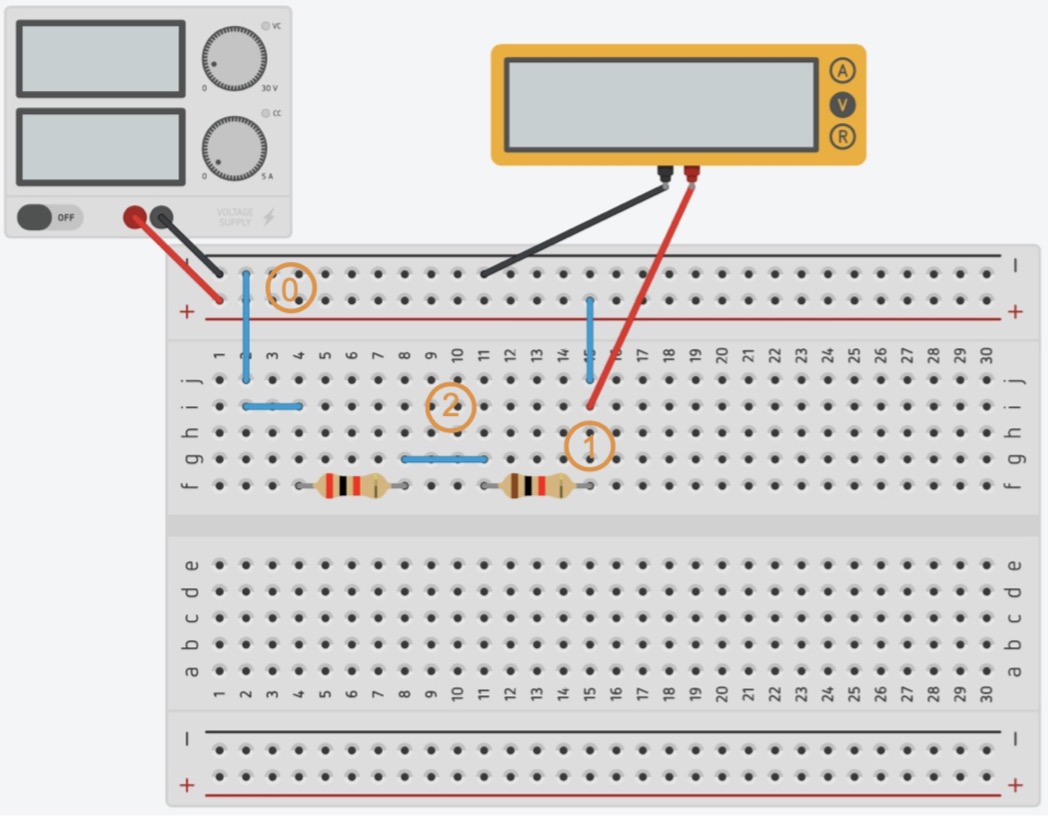 VC
0 30 V
CC
0 5 A
OFF
VOLTAGE
SUPPLY
A
V
R
0
− −
+ +
1 2 3 4 5 6 7 8 9 10 11 12 13 14 15 16 17 18 19 20 21 22 23 24 25 26 27 28 29 30
j j
i 2 i
h 1 h
g g
f f
e e
d d
c c
b b
a a
1 2 3 4 5 6 7 8 9 10 11 12 13 14 15 16 17 18 19 20 21 22 23 24 25 26 27 28 29 30
− −
+ +